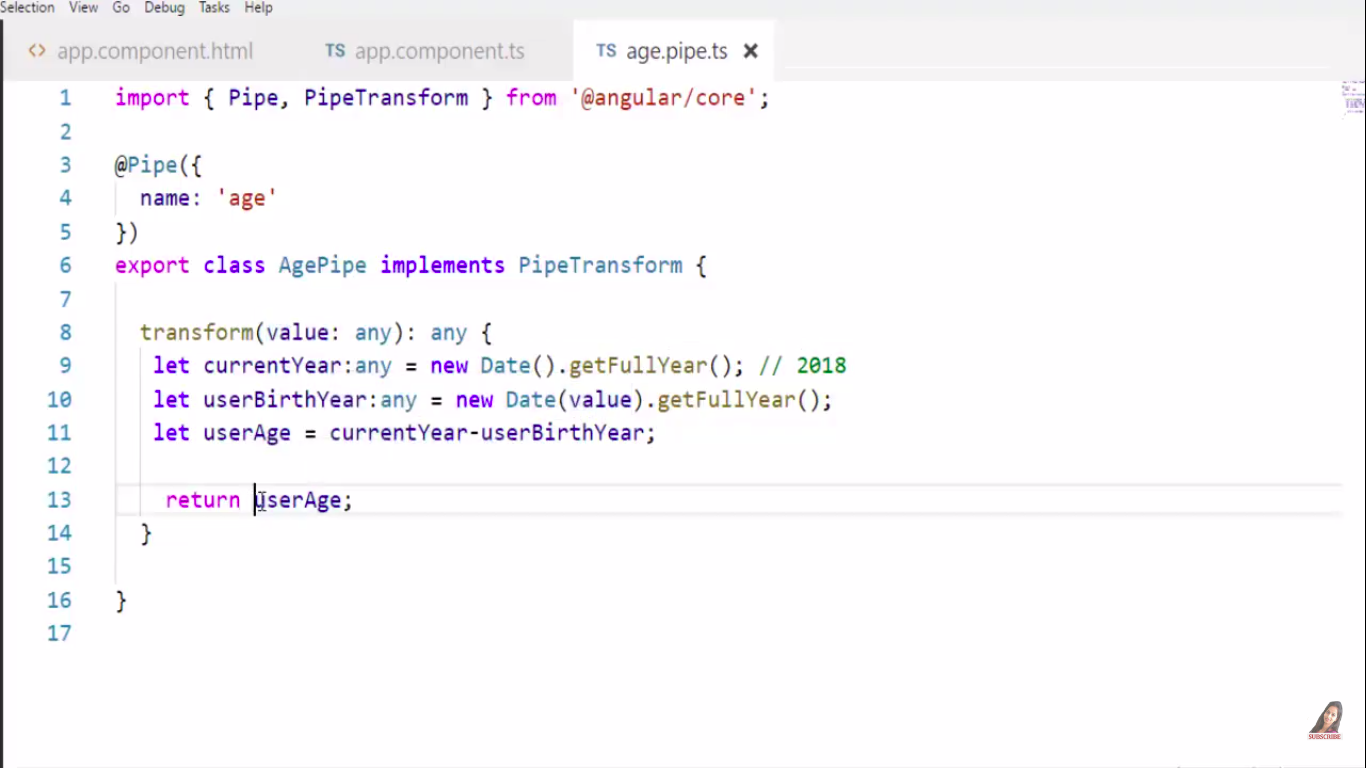 Selection View Go Debug Tasks Help
<> app.component.html TS app.component.ts TS age.pipe.ts ×
1 import { Pipe, PipeTransform } from '@angular/core';
2
3 @Pipe({
4 name: 'age'
5 })
6 export class AgePipe implements PipeTransform {
7
8 transform(value: any): any {
9 let currentYear:any = new Date().getFullYear(); // 2018
10 let userBirthYear:any = new Date(value).getFullYear();
11 let userAge = currentYear-userBirthYear;
12
13 return userAge;
14 }
15
16 }
17
SUBSCRIBE